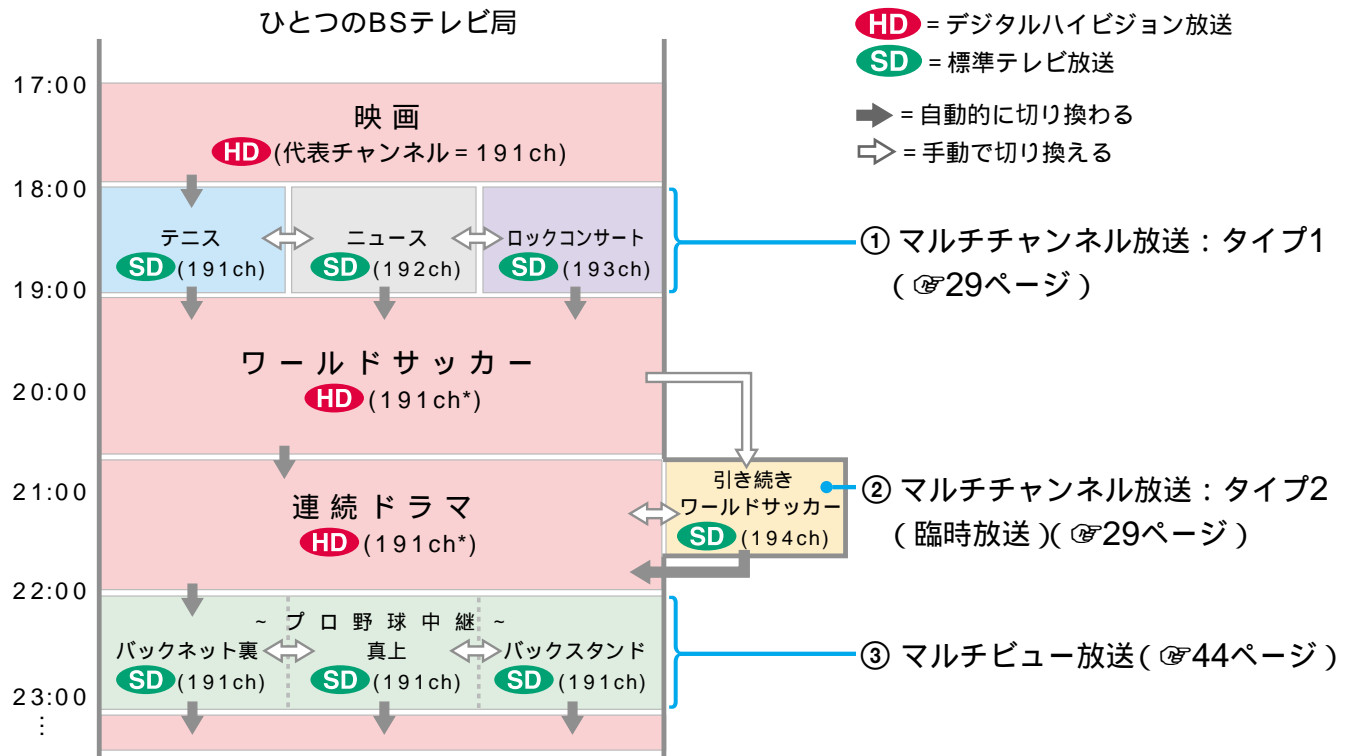 ひとつのBSテレビ局
HD = デジタルハイビジョン放送
SD = 標準テレビ放送
= 自動的に切り換わる
= 手動で切り換える
17:00
映画
HD (代表チャンネル = 191ch)
18:00
テニス
SD (191ch)
ニュース
SD (192ch)
ロックコンサート
SD (193ch)
① マルチチャンネル放送:タイプ1
(☞29ページ)
19:00
ワールドサッカー
HD (191ch*)
20:00
21:00
連続ドラマ
HD (191ch*)
引き続き
ワールドサッカー
SD (194ch)
② マルチチャンネル放送:タイプ2
(臨時放送)(☞29ページ)
22:00
~ プロ野球中継 ~
バックネット裏
SD (191ch)
真上
SD (191ch)
バックスタンド
SD (191ch)
③ マルチビュー放送(☞44ページ)
23:00
⋮